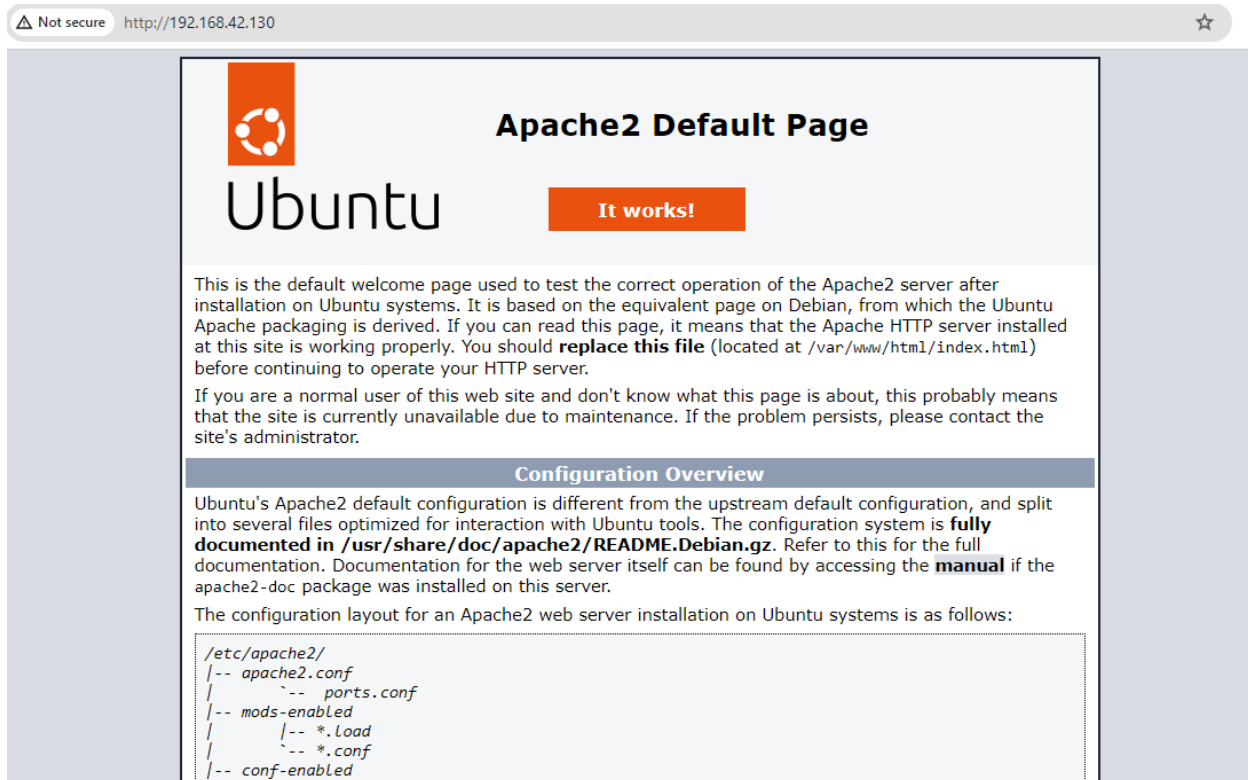 Not secure http://192.168.42.130
Apache2 Default Page
Ubuntu
It works!
This is the default welcome page used to test the correct operation of the Apache2 server after
installation on Ubuntu systems. It is based on the equivalent page on Debian, from which the Ubuntu
Apache packaging is derived. If you can read this page, it means that the Apache HTTP server installed
at this site is working properly. You should replace this file (located at /var/www/html/index.html)
before continuing to operate your HTTP server.
If you are a normal user of this web site and don't know what this page is about, this probably means
that the site is currently unavailable due to maintenance. If the problem persists, please contact the
site's administrator.
Configuration Overview
Ubuntu's Apache2 default configuration is different from the upstream default configuration, and split
into several files optimized for interaction with Ubuntu tools. The configuration system is fully
documented in /usr/share/doc/apache2/README.Debian.gz. Refer to this for the full
documentation. Documentation for the web server itself can be found by accessing the manual if the
apache2-doc package was installed on this server.
The configuration layout for an Apache2 web server installation on Ubuntu systems is as follows:
/etc/apache2/
|-- apache2.conf
|       `--  ports.conf
|-- mods-enabled
|       |-- *.load
|       `-- *.conf
|-- conf-enabled